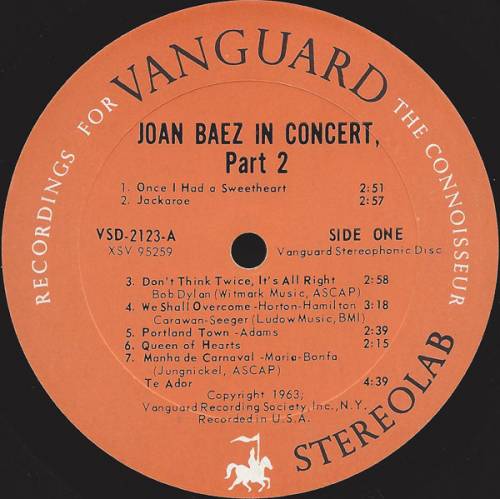 RECORDINGS FOR VANGUARD THE CONNOISSEUR
JOAN BAEZ IN CONCERT,
Part 2
1. Once I Had a Sweetheart 2:51
2. Jackaroe 2:57
VSD-2123-A SIDE ONE
XSV 95259 Vanguard Stereophonic Disc
3. Don't Think Twice, It's All Right 2:58
Bob Dylan (Witmark Music, ASCAP)
4. We Shall Overcome -Horton-Hamilton 3:18
Carawan-Seeger (Ludow Music, BMI)
5. Portland Town -Adams 2:39
6. Queen of Hearts 2:15
7. Manha de Carnaval -Maria-Bonfa
(Jungnickel, ASCAP)
Te Ador 4:39
Copyright 1963;
Vanguard Recording Society, Inc., N.Y.
Recorded in U.S.A.
STEREOLAB